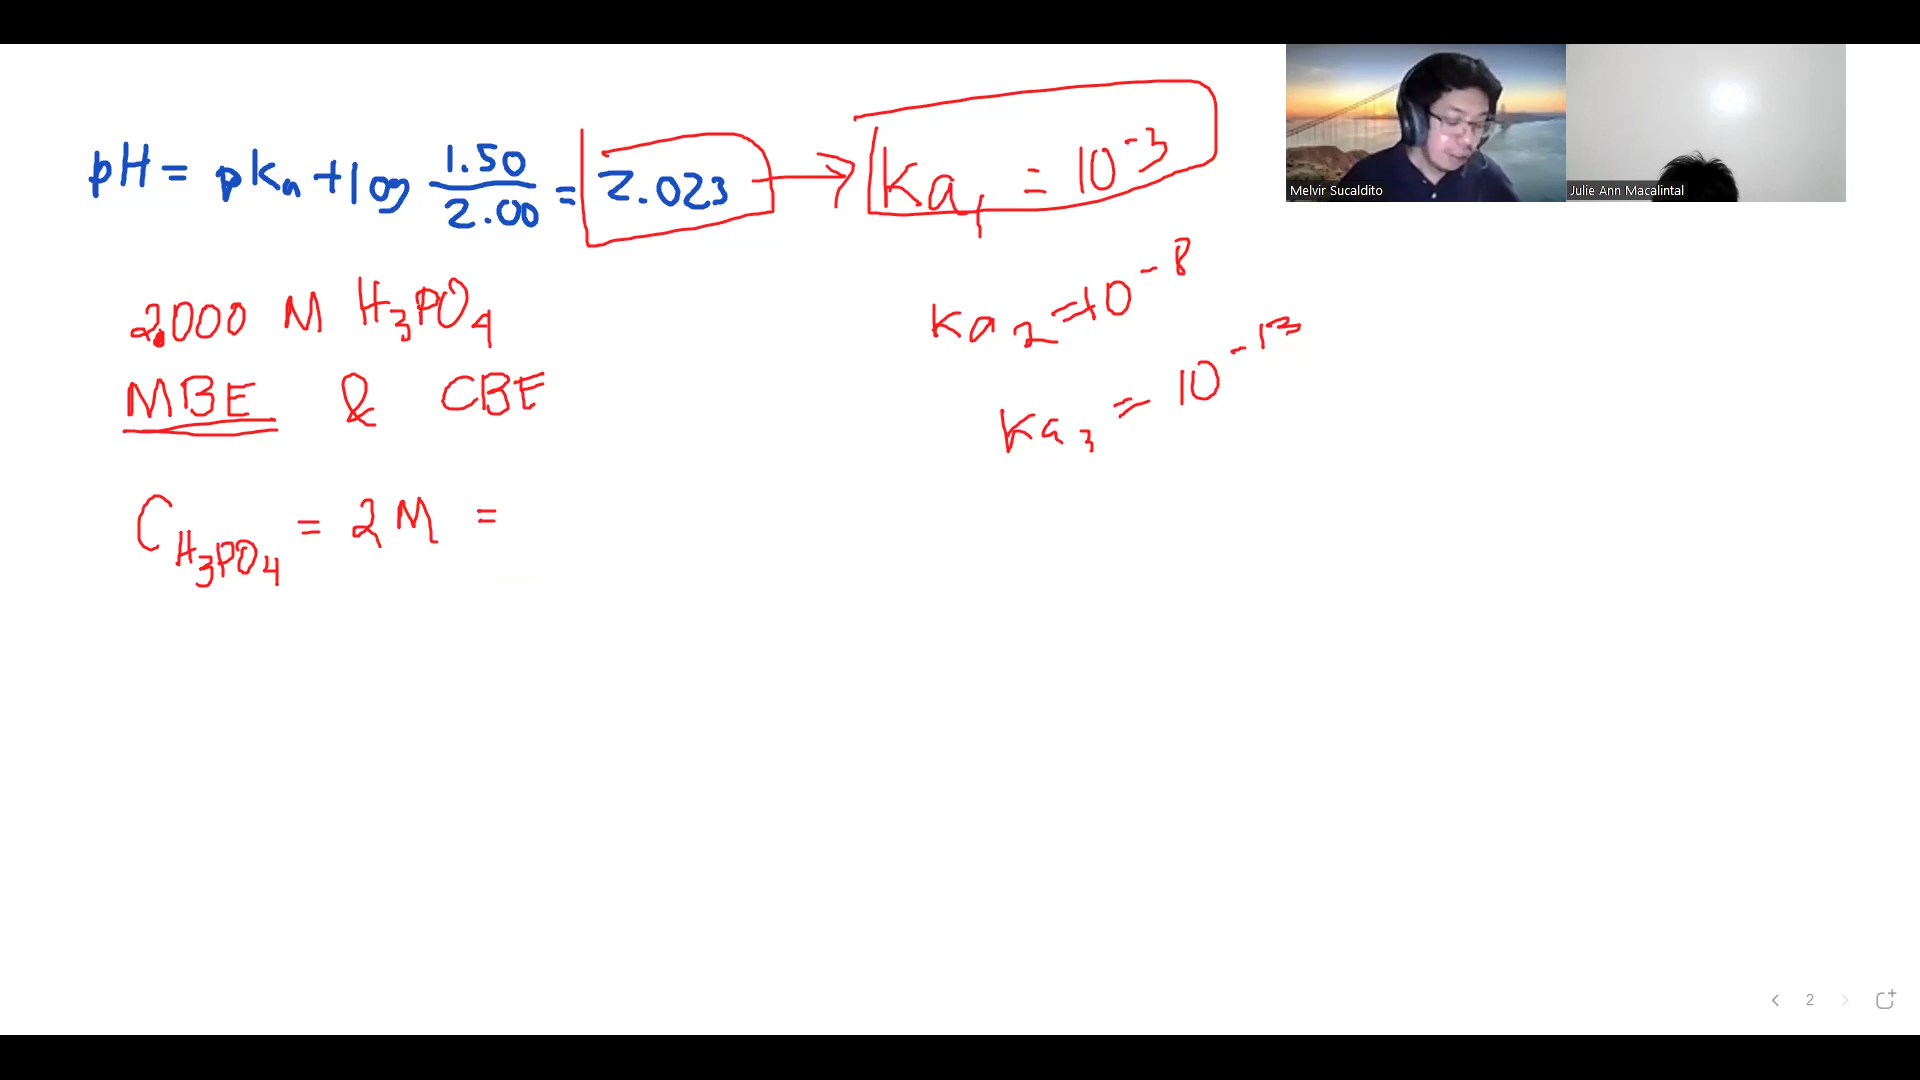 pH = pKa + log 1.50/2.00 = 2.023 → Ka1 = 10^-3
Melvir Sucaldito
Julie Ann Macalintal
2.000 M H3PO4
Ka2 = 10^-8
MBE & CBE
Ka3 = 10^-13
C H3PO4 = 2 M =
2